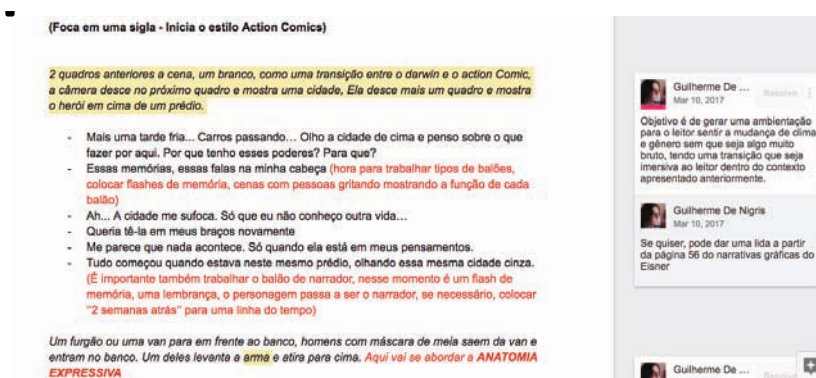 (Foca em uma sigla - Inicia o estilo Action Comics)
2 quadros anteriores a cena, um branco, como uma transição entre o darwin e o action Comic,
a câmera desce no próximo quadro e mostra uma cidade, Ela desce mais um quadro e mostra
o herói em cima de um prédio.
- Mais uma tarde fria... Carros passando... Olho a cidade de cima e penso sobre o que
fazer por aqui. Por que tenho esses poderes? Para que?
- Essas memórias, essas falas na minha cabeça (hora para trabalhar tipos de balões,
colocar flashes de memória, cenas com pessoas gritando mostrando a função de cada
balão)
- Ah... A cidade me sufoca. Só que eu não conheço outra vida...
- Queria tê-la em meus braços novamente
- Me parece que nada acontece. Só quando ela está em meus pensamentos.
- Tudo começou quando estava neste mesmo prédio, olhando essa mesma cidade cinza.
(É importante também trabalhar o balão de narrador, nesse momento é um flash de
memória, uma lembrança, o personagem passa a ser o narrador, se necessário, colocar
"2 semanas atrás" para uma linha do tempo)
Um furgão ou uma van para em frente ao banco, homens com máscara de meia saem da van e
entram no banco. Um deles levanta a arma e atira para cima. Aqui vai se abordar a ANATOMIA
EXPRESSIVA
Guilherme De ...
Resolve
Mar 10, 2017
Objetivo é de gerar uma ambientação
para o leitor sentir a mudança de clima
e gênero sem que seja algo muito
bruto, tendo uma transição que seja
imersiva ao leitor dentro do contexto
apresentado anteriormente.
Guilherme De Nigris
Mar 10, 2017
Se quiser, pode dar uma lida a partir
da página 56 do narrativas gráficas do
Eisner
Guilherme De ...
Resolve